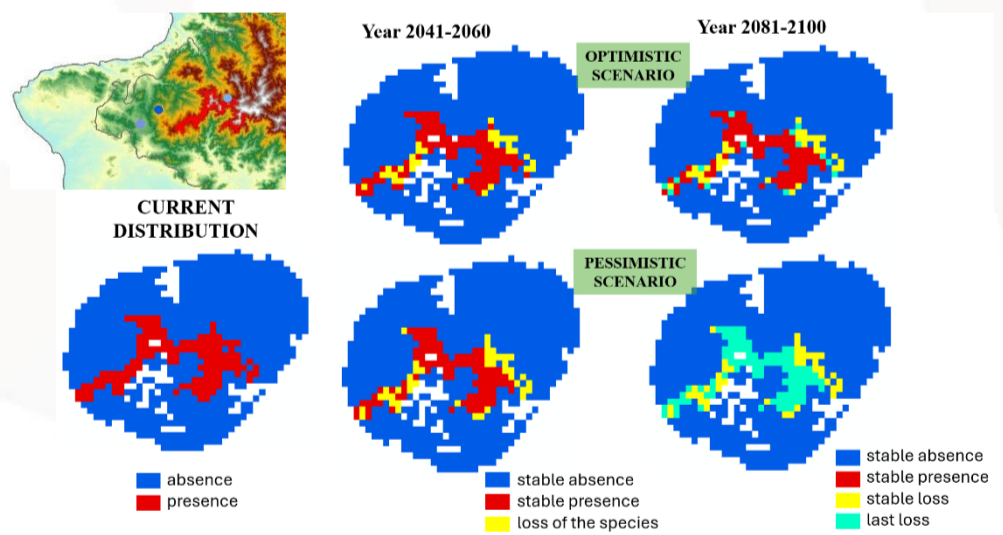 Year 2041-2060
Year 2081-2100
OPTIMISTIC
SCENARIO
CURRENT
DISTRIBUTION
PESSIMISTIC
SCENARIO
absence
presence
stable absence
stable presence
loss of the species
stable absence
stable presence
stable loss
last loss